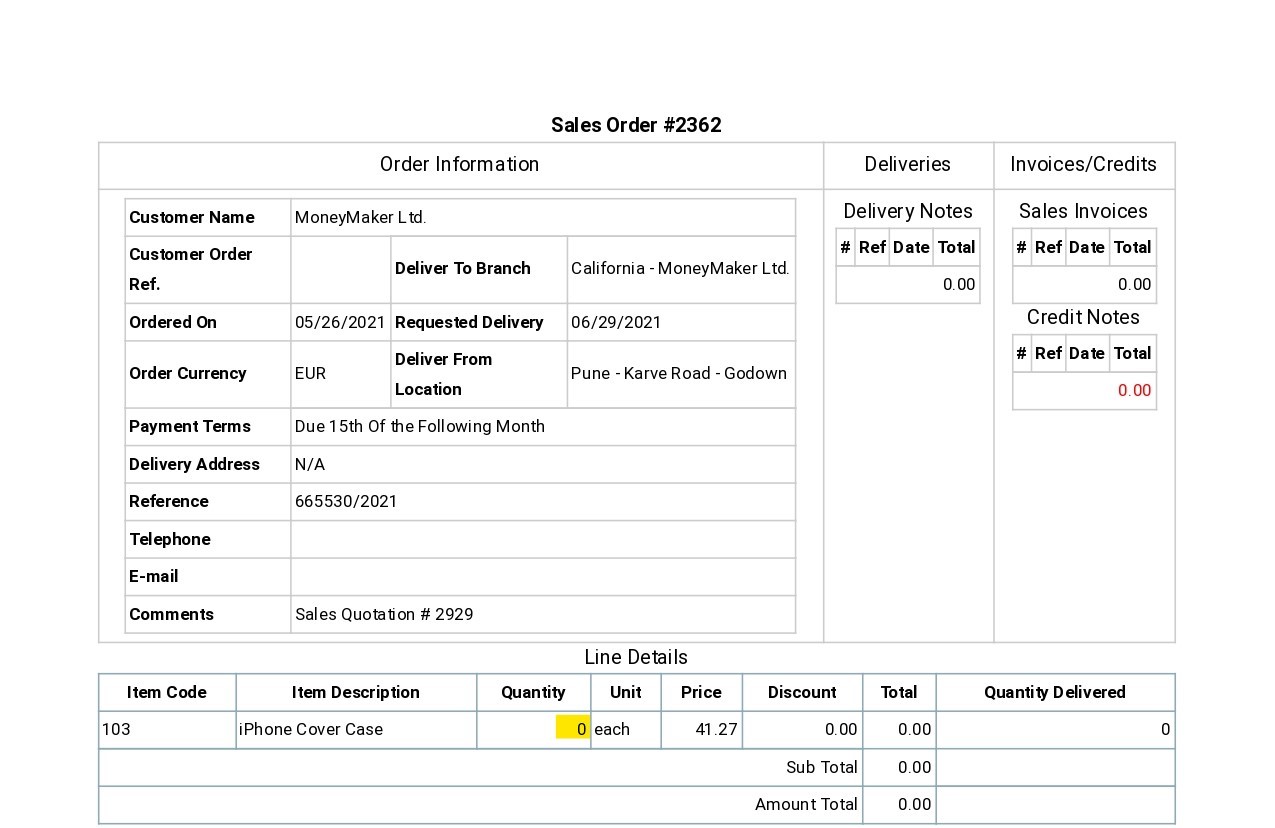 Sales Order #2362
Order Information
Deliveries
Invoices/Credits
Customer Name MoneyMaker Ltd.
Customer Order Ref. Deliver To Branch California - MoneyMaker Ltd.
Ordered On 05/26/2021 Requested Delivery 06/29/2021
Order Currency EUR Deliver From Location Pune - Karve Road - Godown
Payment Terms Due 15th Of the Following Month
Delivery Address N/A
Reference 665530/2021
Telephone
E-mail
Comments Sales Quotation # 2929
Delivery Notes
# Ref Date Total
0.00
Sales Invoices
# Ref Date Total
0.00
Credit Notes
# Ref Date Total
0.00
Line Details
Item Code Item Description Quantity Unit Price Discount Total Quantity Delivered
103 iPhone Cover Case 0 each 41.27 0.00 0.00 0
Sub Total 0.00
Amount Total 0.00